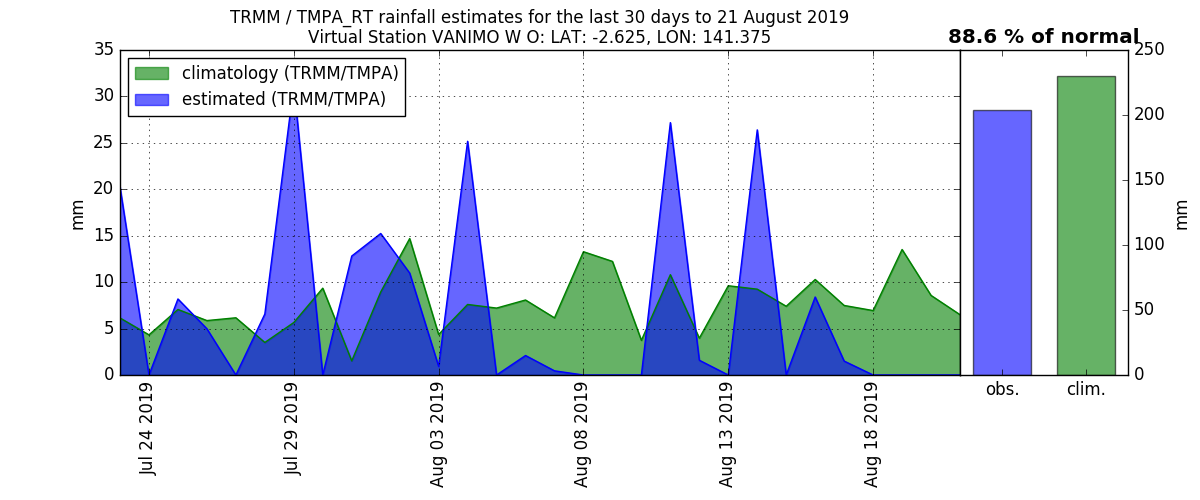 TRMM / TMPA_RT rainfall estimates for the last 30 days to 21 August 2019
Virtual Station VANIMO W O: LAT: -2.625, LON: 141.375
88.6 % of normal
climatology (TRMM/TMPA)
estimated (TRMM/TMPA)
35
30
25
20
15
10
5
0
mm
Jul 24 2019
Jul 29 2019
Aug 03 2019
Aug 08 2019
Aug 13 2019
Aug 18 2019
250
200
150
100
50
0
mm
obs.
clim.